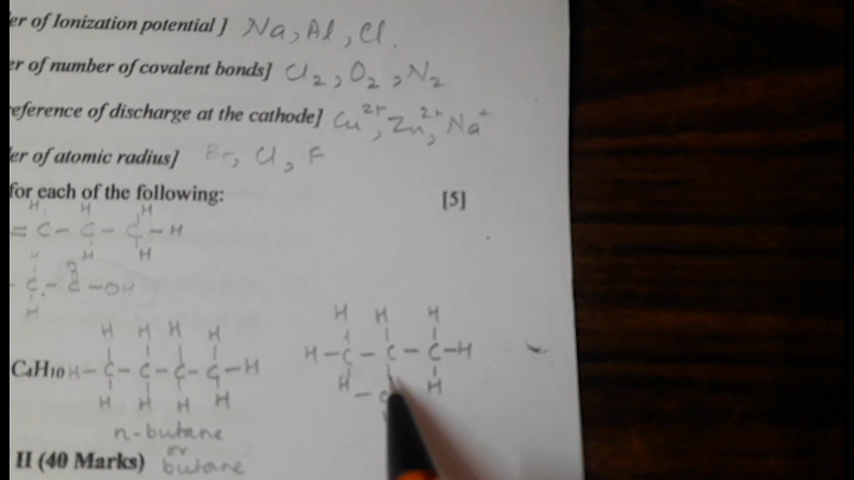 er of Ionization potential ] Na, Al, Cl.
er of number of covalent bonds] Cl2, O2, N2
reference of discharge at the cathode] Cu2+, Zn2+, Na+
er of atomic radius] Br, Cl, F
for each of the following: [5]
H H H
= C - C - C - H
H H
H O
- C - C - OH
H
H H H H
C4H10 H - C - C - C - C - H
H H H H
H H H
H - C - C - C - H
H H
- C
n-butane
or
II (40 Marks) butane